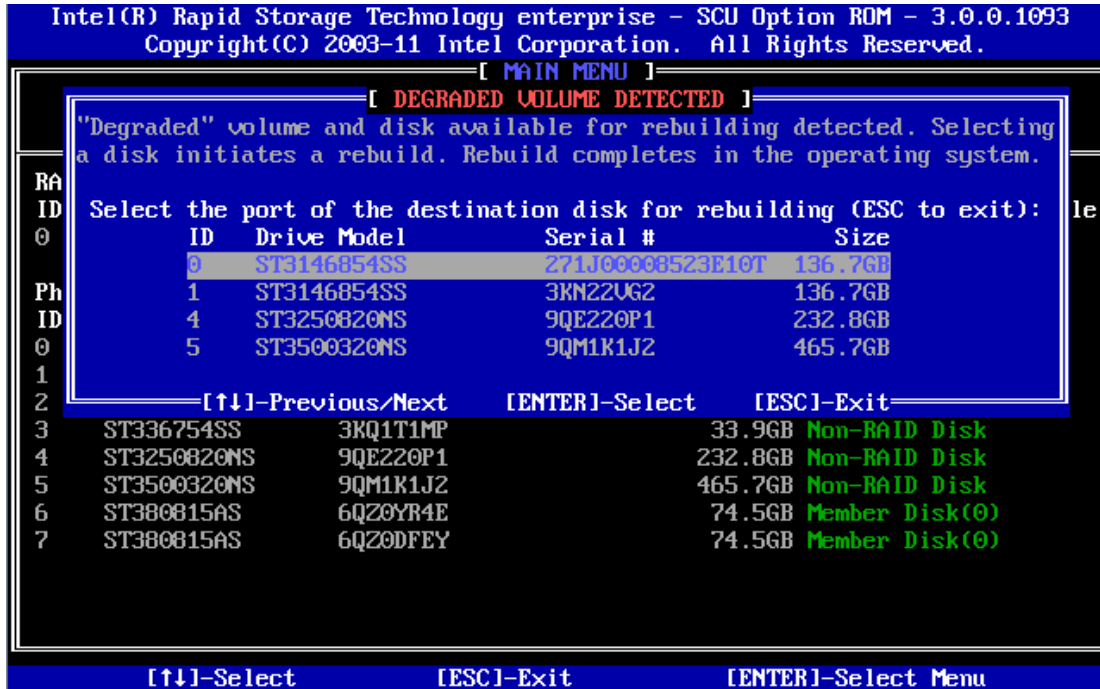 Intel(R) Rapid Storage Technology enterprise - SCU Option ROM - 3.0.0.1093
Copyright(C) 2003-11 Intel Corporation. All Rights Reserved.
[ MAIN MENU ]
[ DEGRADED VOLUME DETECTED ]
"Degraded" volume and disk available for rebuilding detected. Selecting
a disk initiates a rebuild. Rebuild completes in the operating system.
RA
ID Select the port of the destination disk for rebuilding (ESC to exit): le
0 ID Drive Model Serial # Size
0 ST3146854SS 271J00008523E10T 136.7GB
Ph 1 ST3146854SS 3KN22VG2 136.7GB
ID 4 ST3250820NS 9QE220P1 232.8GB
0 5 ST3500320NS 9QM1K1J2 465.7GB
1
2 [↑↓]-Previous/Next [ENTER]-Select [ESC]-Exit
3 ST336754SS 3KQ1T1MP 33.9GB Non-RAID Disk
4 ST3250820NS 9QE220P1 232.8GB Non-RAID Disk
5 ST3500320NS 9QM1K1J2 465.7GB Non-RAID Disk
6 ST380815AS 6QZ0YR4E 74.5GB Member Disk(0)
7 ST380815AS 6QZ0DFEY 74.5GB Member Disk(0)
[↑↓]-Select [ESC]-Exit [ENTER]-Select Menu